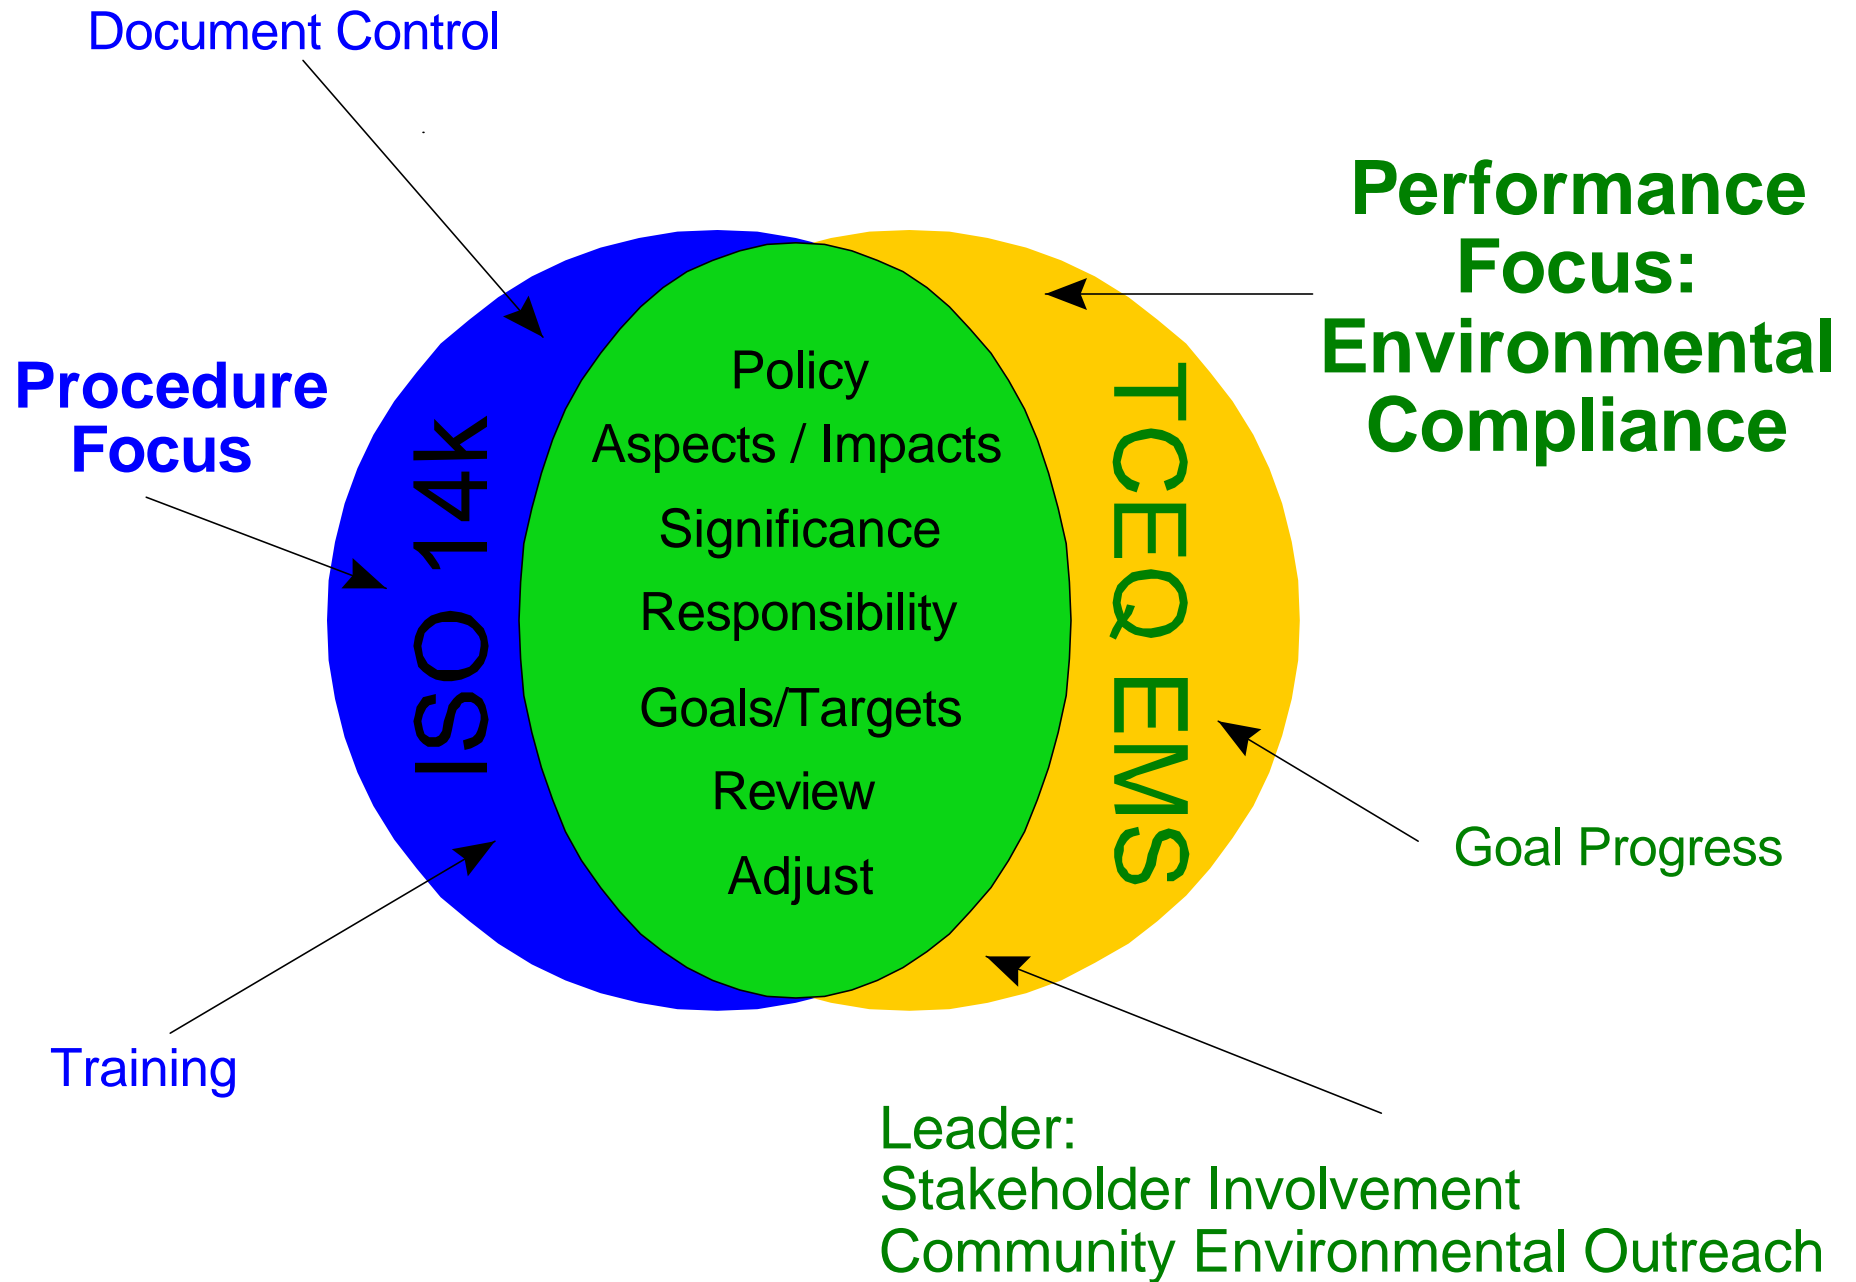 Document Control
Performance
Focus:
Environmental
Compliance
Procedure
Focus
ISO 14k
Policy
Aspects / Impacts
Significance
Responsibility
Goals/Targets
Review
Adjust
TCEQ EMS
Goal Progress
Training
Leader:
Stakeholder Involvement
Community Environmental Outreach